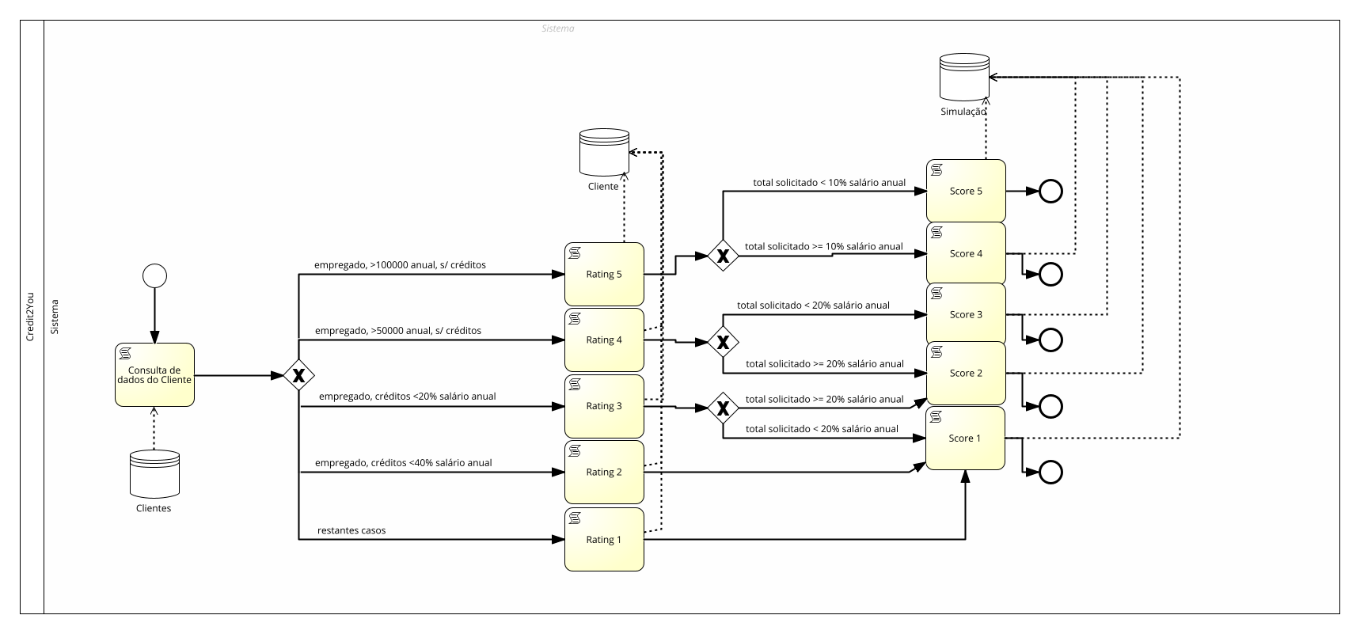 Sistema
Credit2You
Sistema
Simulação
Cliente
total solicitado < 10% salário anual
Score 5
total solicitado >= 10% salário anual
Score 4
empregado, >100000 anual, s/ créditos
Rating 5
total solicitado < 20% salário anual
Score 3
empregado, >50000 anual, s/ créditos
Rating 4
total solicitado >= 20% salário anual
Score 2
Consulta de
dados do Cliente
empregado, créditos <20% salário anual
Rating 3
total solicitado >= 20% salário anual
total solicitado < 20% salário anual
Score 1
empregado, créditos <40% salário anual
Rating 2
Clientes
restantes casos
Rating 1